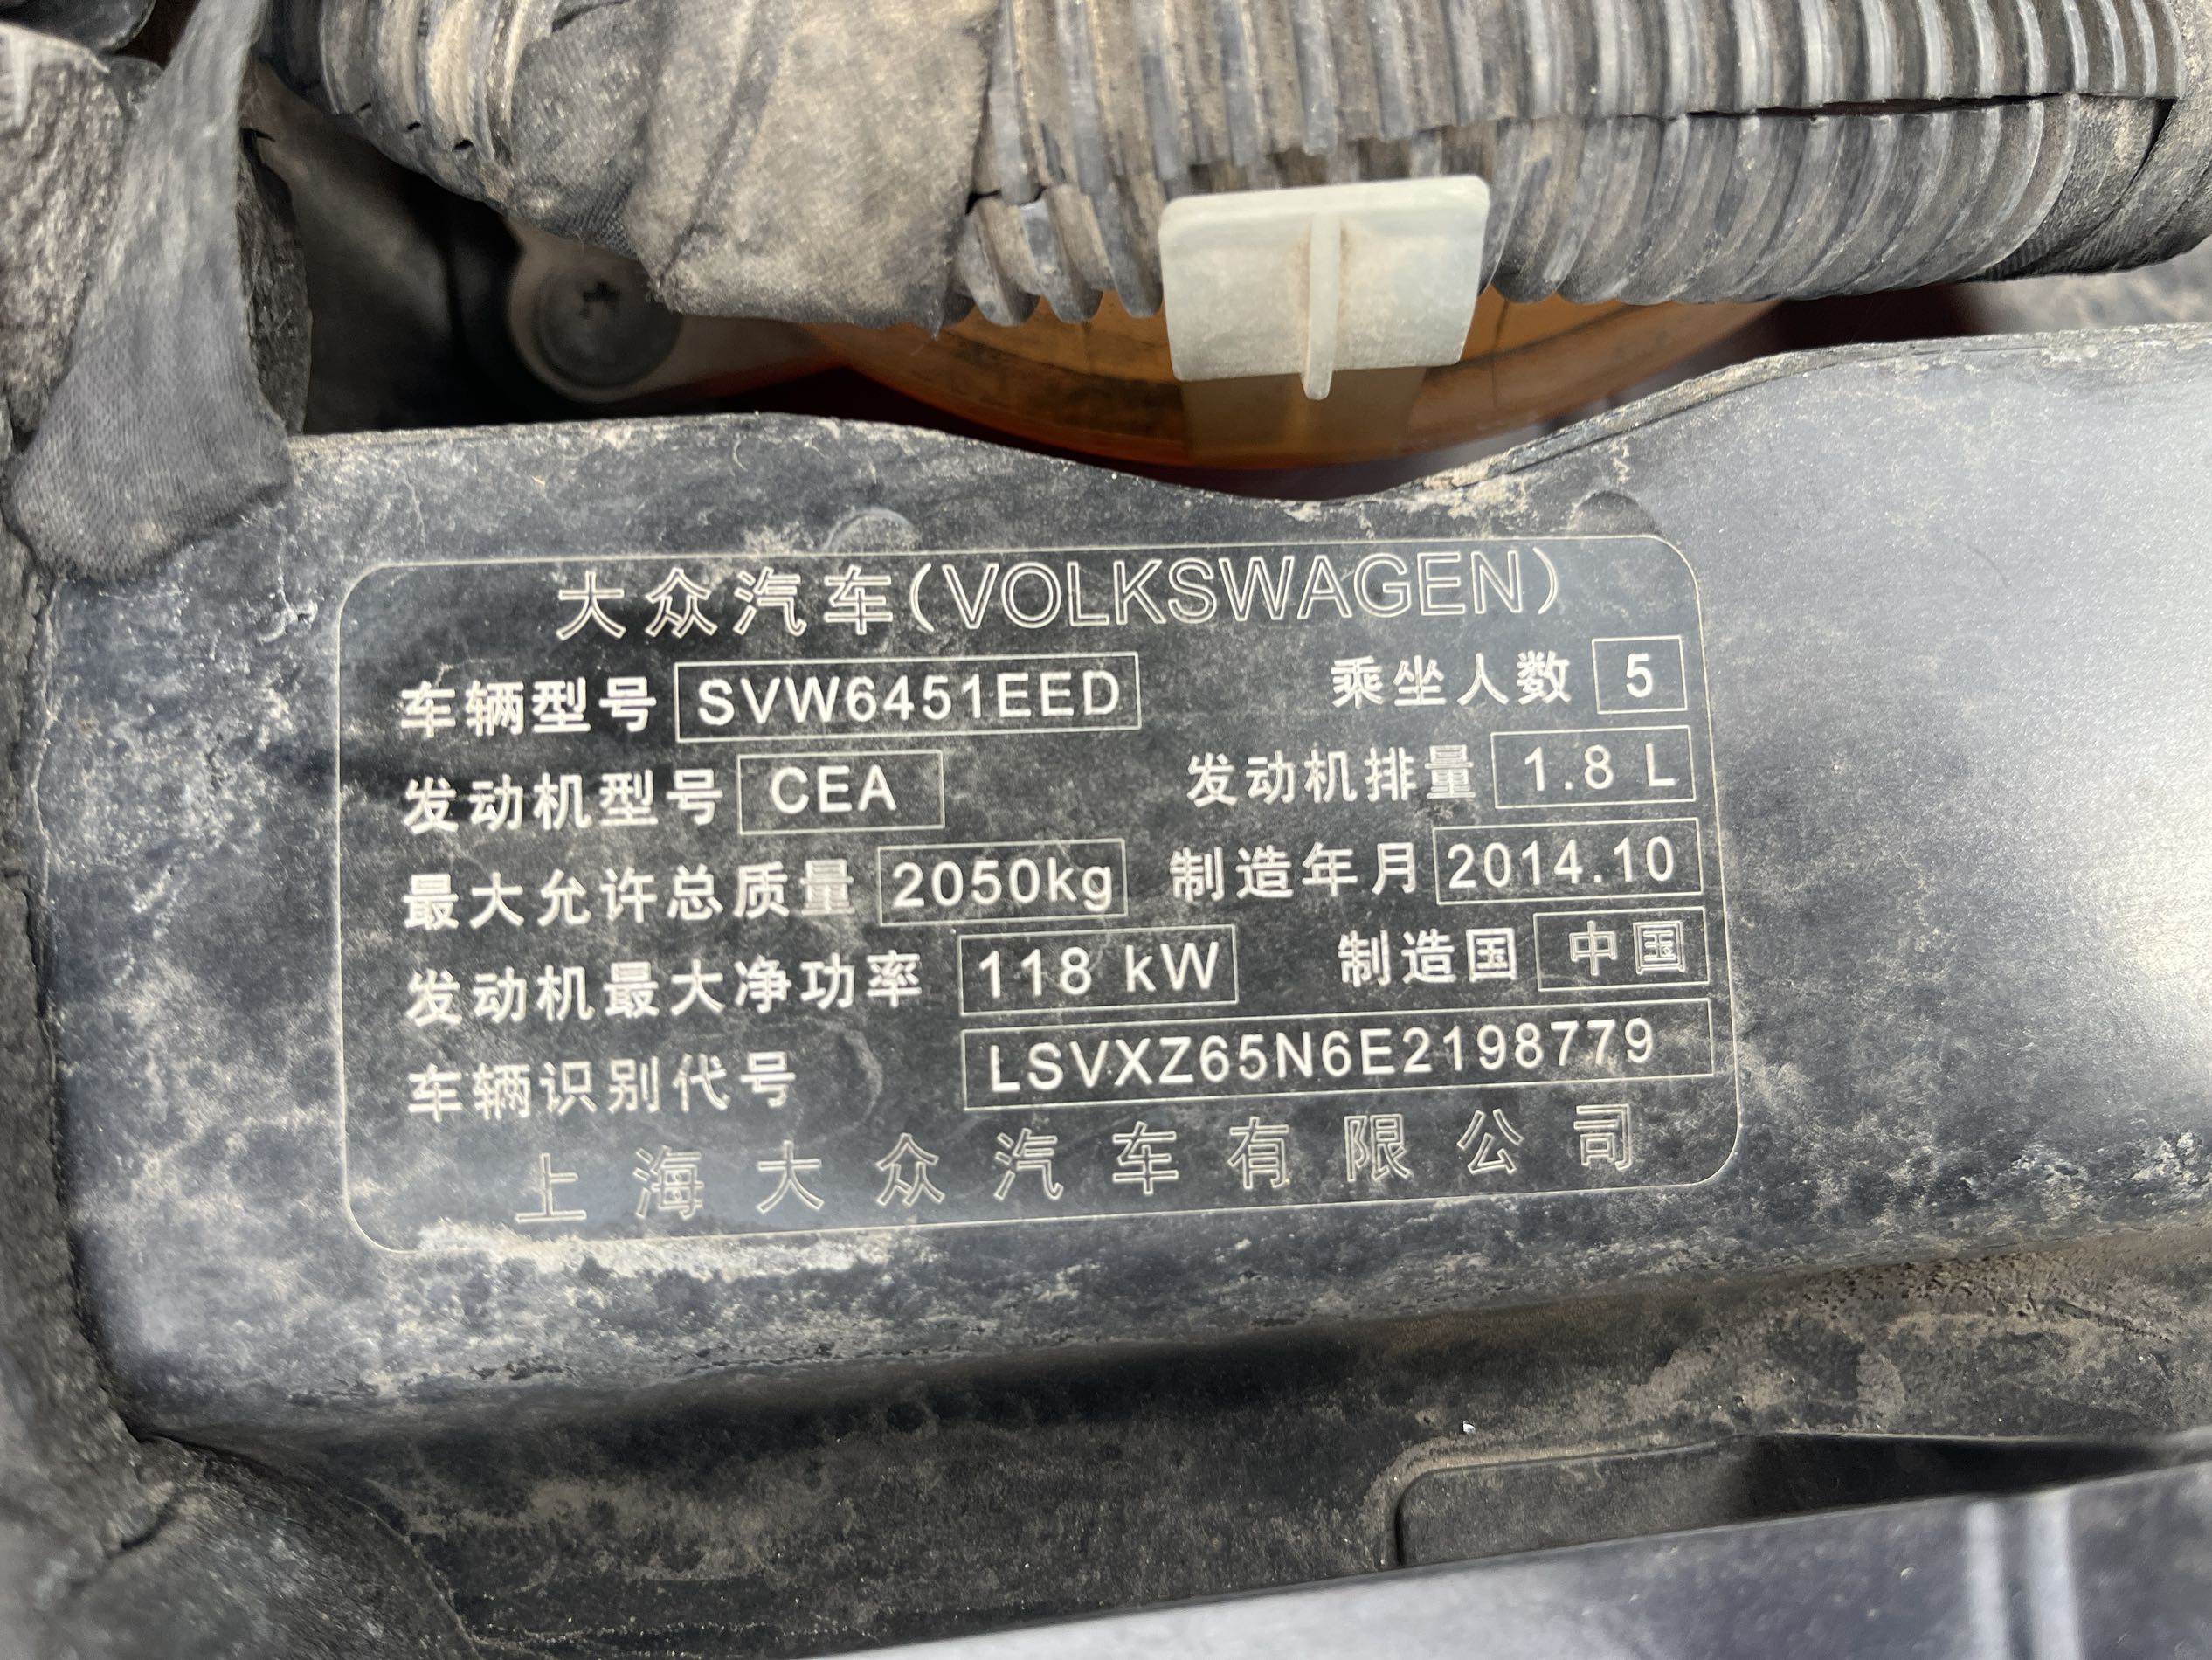 大众汽车(VOLKSWAGEN)
车辆型号 SVW6451EED 乘坐人数 5
发动机型号 CEA 发动机排量 1.8 L
最大允许总质量 2050kg 制造年月 2014.10
发动机最大净功率 118 kW 制造国 中国
车辆识别代号 LSVXZ65N6E2198779
上海大众汽车有限公司